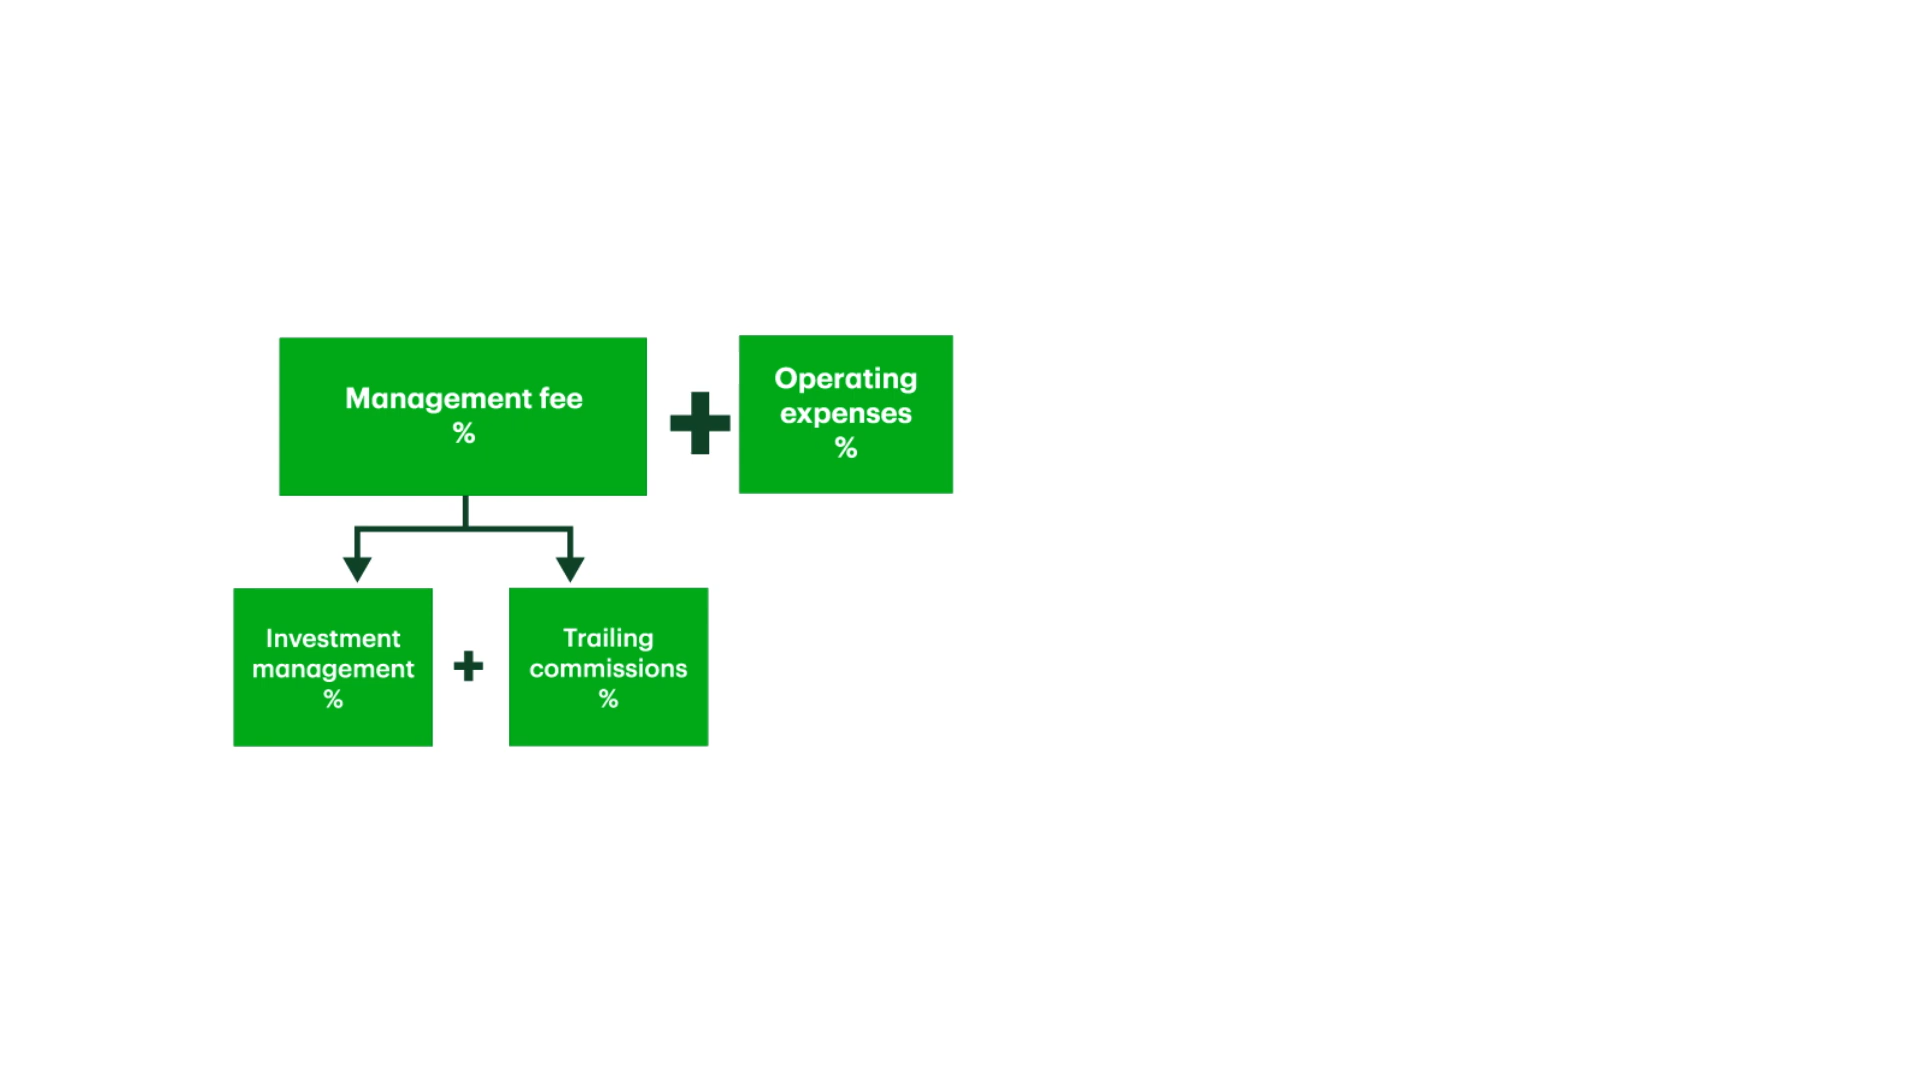 Management fee
%
Operating
expenses
%
Investment
management
%
Trailing
commissions
%